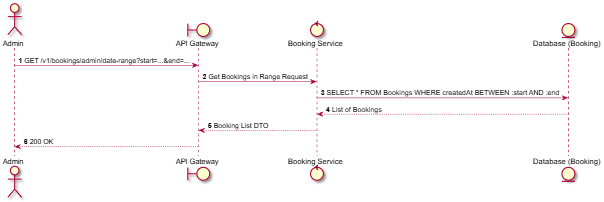 Admin
API Gateway
Booking Service
Database (Booking)
1 GET /v1/bookings/admin/date-range?start=...&end=...
2 Get Bookings in Range Request
3 SELECT * FROM Bookings WHERE createdAt BETWEEN :start AND :end
4 List of Bookings
5 Booking List DTO
6 200 OK
Admin
API Gateway
Booking Service
Database (Booking)